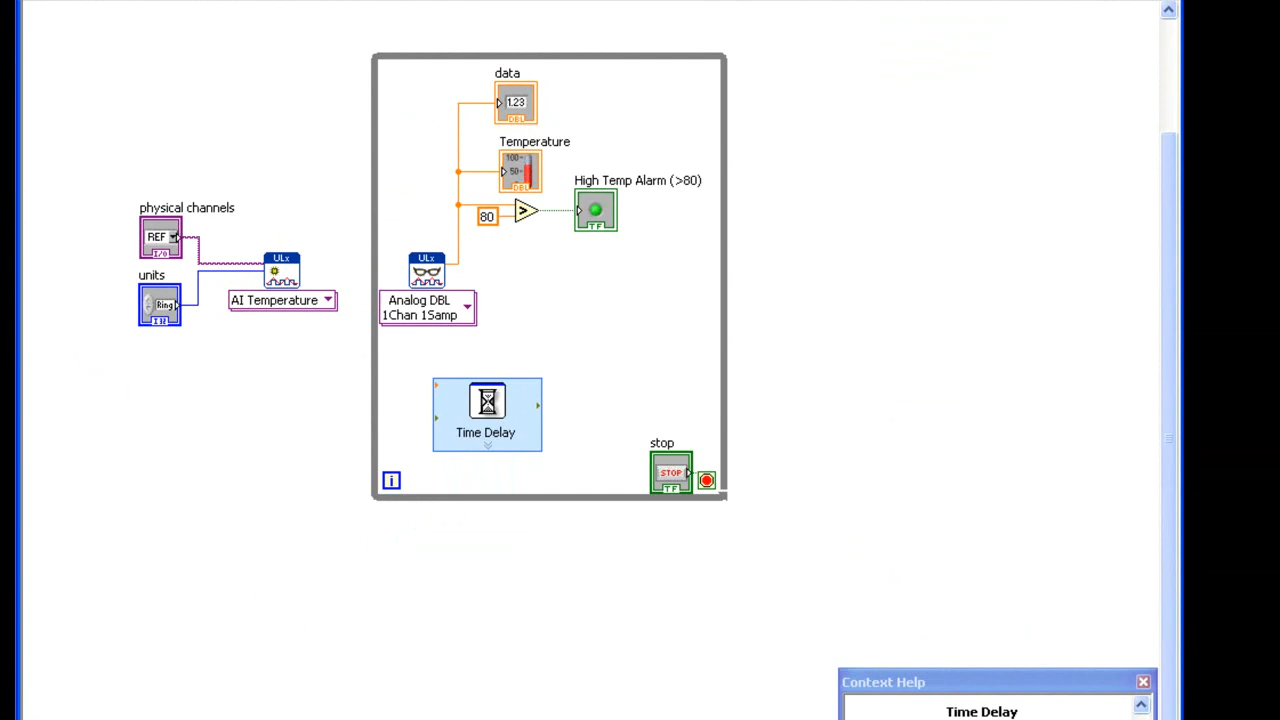 data
1.23
DBL
Temperature
100
50
DBL
High Temp Alarm (>80)
80
>
TF
physical channels
REF
I/O
units
Ring
I32
ULx
AI Temperature
ULx
Analog DBL
1Chan 1Samp
Time Delay
stop
STOP
TF
i
Context Help
Time Delay